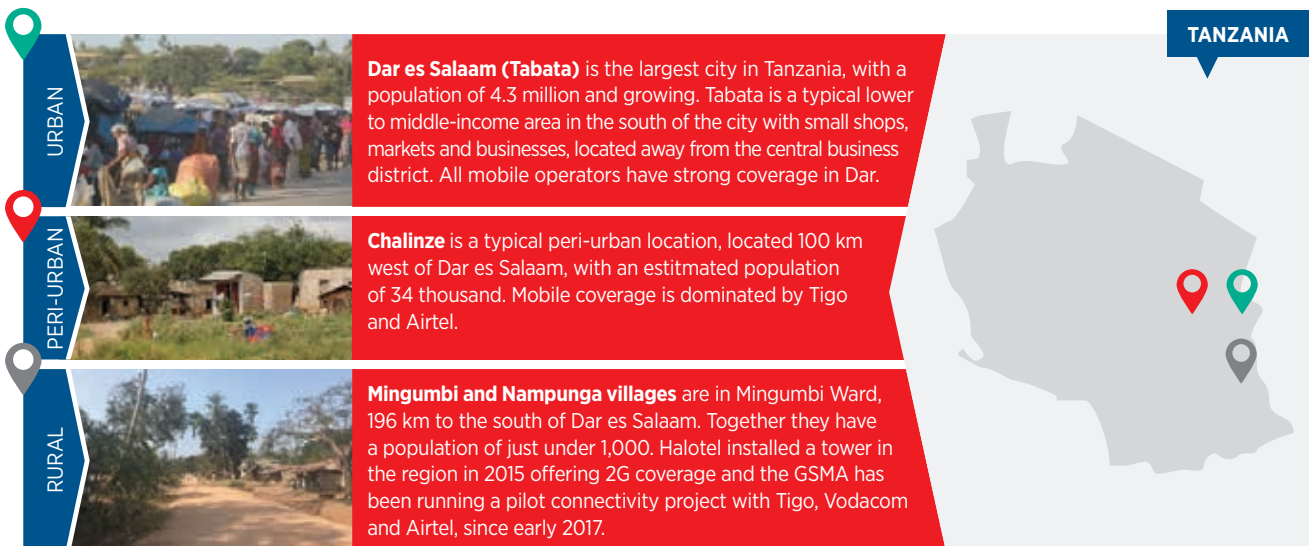 TANZANIA
URBAN
Dar es Salaam (Tabata) is the largest city in Tanzania, with a
population of 4.3 million and growing. Tabata is a typical lower
to middle-income area in the south of the city with small shops,
markets and businesses, located away from the central business
district. All mobile operators have strong coverage in Dar.
PERI-URBAN
Chalinze is a typical peri-urban location, located 100 km
west of Dar es Salaam, with an estitmated population
of 34 thousand. Mobile coverage is dominated by Tigo
and Airtel.
RURAL
Mingumbi and Nampunga villages are in Mingumbi Ward,
196 km to the south of Dar es Salaam. Together they have
a population of just under 1,000. Halotel installed a tower in
the region in 2015 offering 2G coverage and the GSMA has
been running a pilot connectivity project with Tigo, Vodacom
and Airtel, since early 2017.